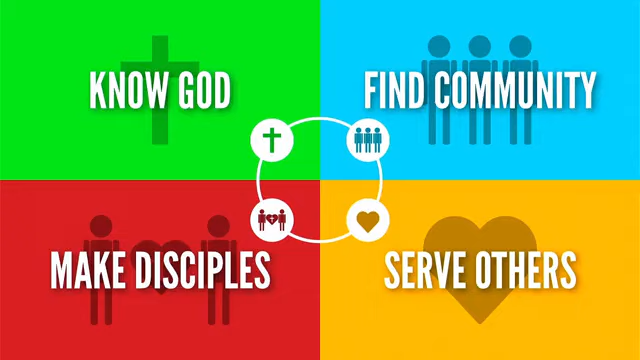 KNOW GOD
FIND COMMUNITY
MAKE DISCIPLES
SERVE OTHERS